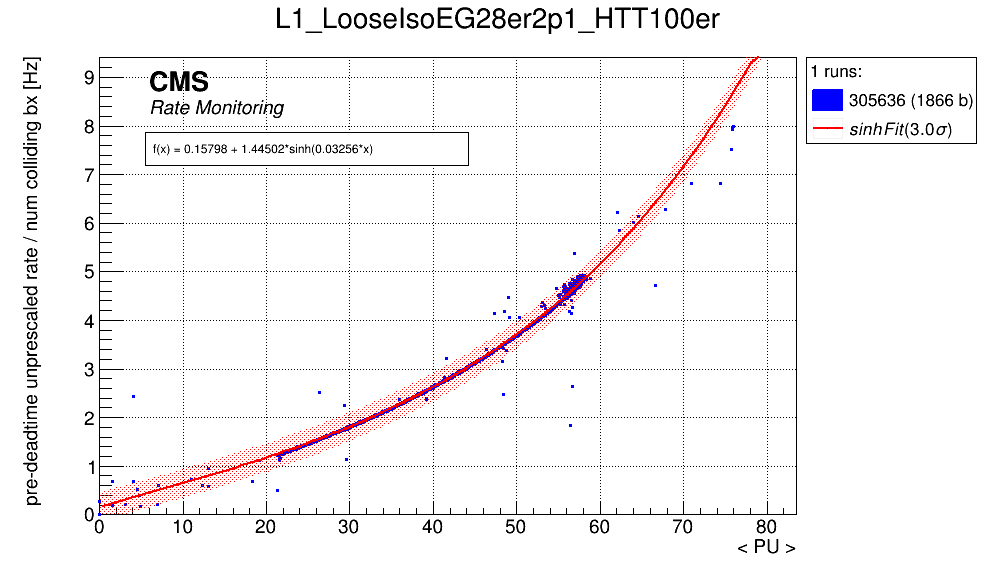 L1_LooseIsoEG28er2p1_HTT100er
pre-deadtime unprescaled rate / num colliding bx [Hz]
CMS
Rate Monitoring
f(x) = 0.15798 + 1.44502*sinh(0.03256*x)
1 runs:
305636 (1866 b)
sinhFit(3.0σ)
9
8
7
6
5
4
3
2
1
0
0 10 20 30 40 50 60 70 80
< PU >